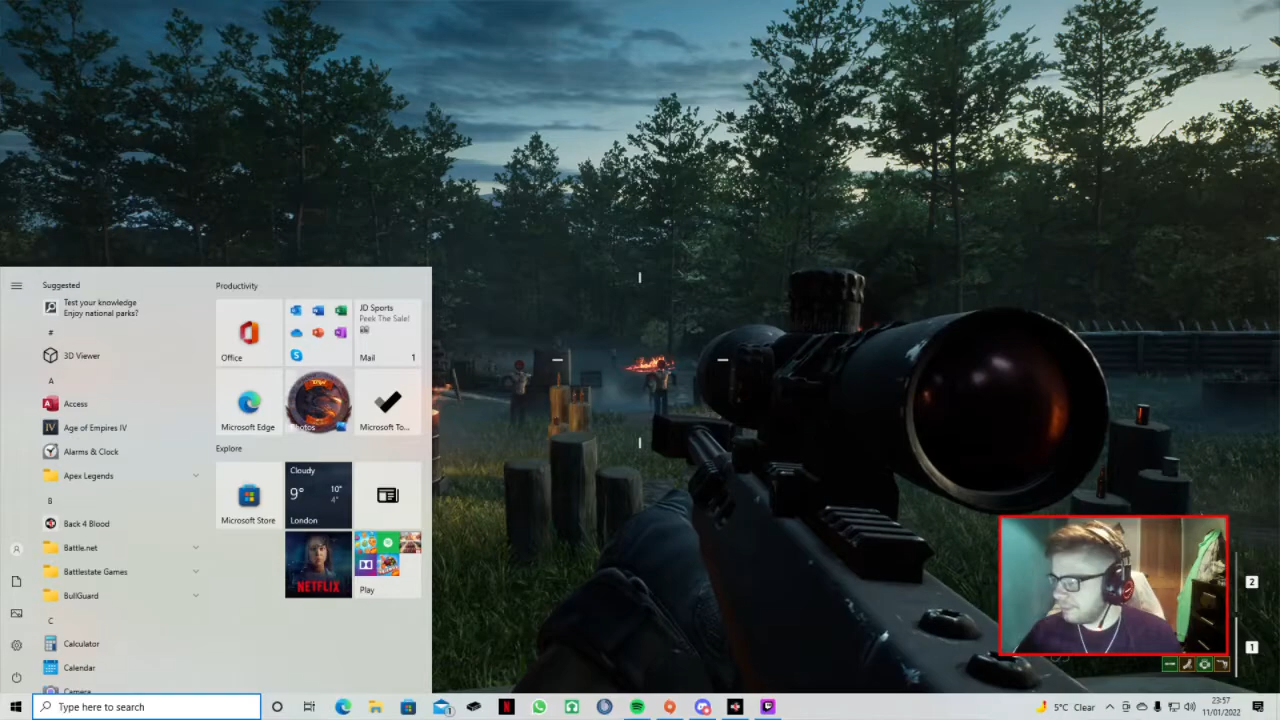 Suggested
Test your knowledge
Enjoy national parks?
#
3D Viewer
A
Access
Age of Empires IV
Alarms & Clock
Apex Legends
B
Back 4 Blood
Battle.net
Battlestate Games
BullGuard
C
Calculator
Calendar
Camera
Productivity
Office
JD Sports
Peek The Sale!
Mail 1
Microsoft Edge
Photos
Microsoft To...
Explore
Microsoft Store
Cloudy
9°
10°
4°
London
NETFLIX
Play
2
1
Type here to search
1
5°C Clear
23:57
11/01/2022